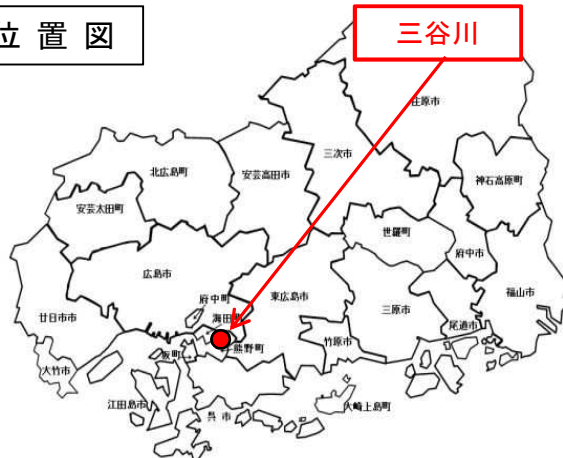 位置図
三谷川
庄原市
三次市
北広島町
安芸高田市
神石高原町
安芸太田町
世羅町
府中市
広島市
福山市
府中町
東広島市
三原市
廿日市市
海田
尾道市
熊野町
竹原市
坂町
大竹市
江田島市
大崎上島町
呉市